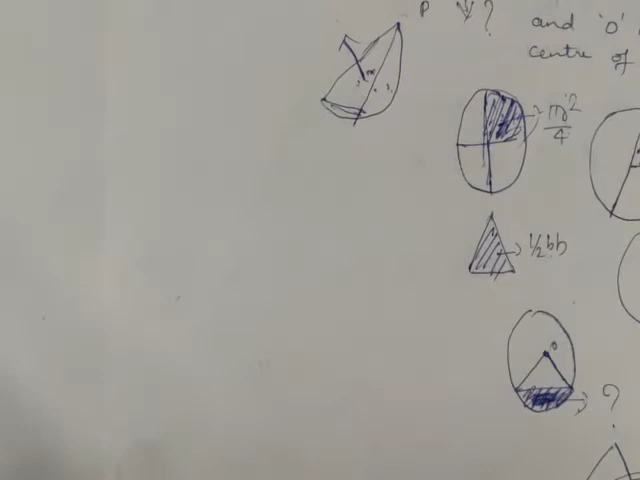 P ?
and 'O'
centre of
πr²/4
1/2bh
O
?